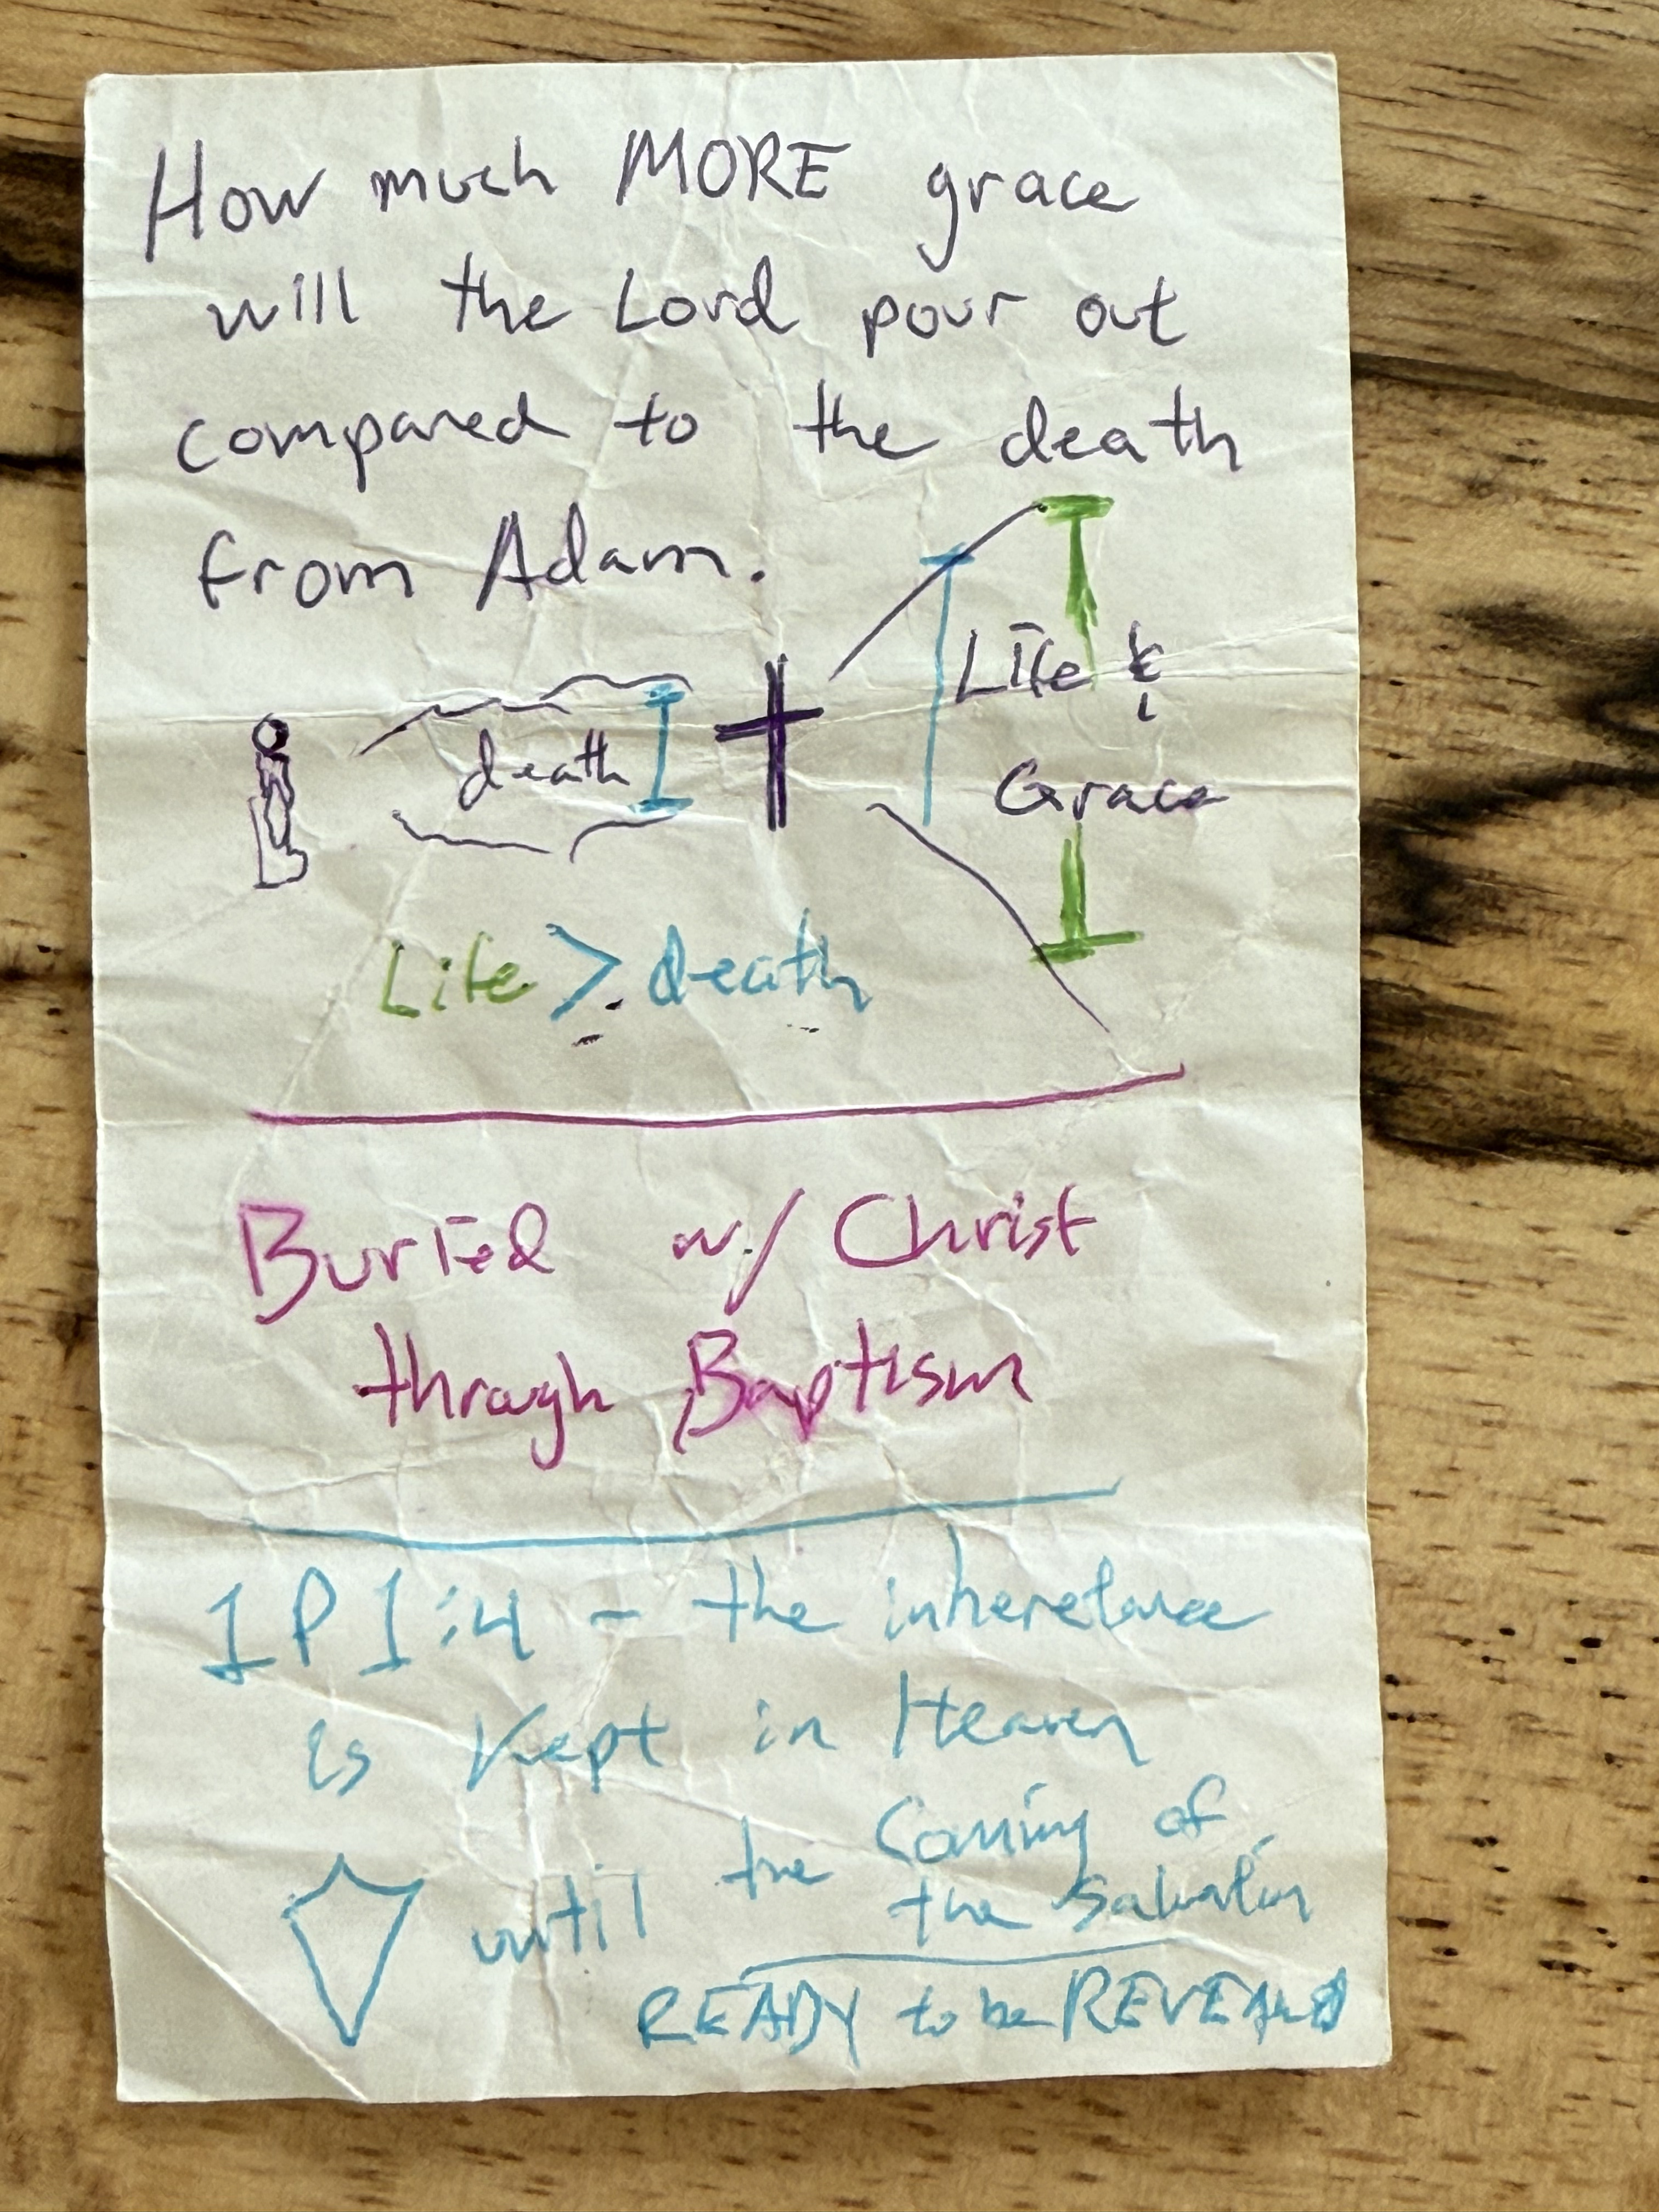 How much MORE grace
will the Lord pour out
compared to the death
from Adam.
death
Life &
Grace
Life > death
Buried w/ Christ
through Baptism
1 P 1:4 - the inheretance
is Kept in Heaven
until the Coming of
the Salvation
READY to be REVEALED